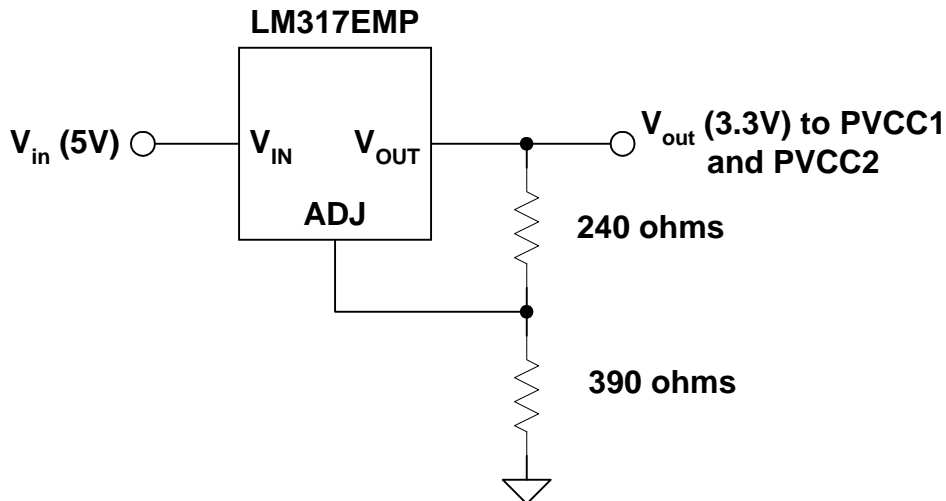 LM317EMP
V_in (5V)
V_IN
V_OUT
V_out (3.3V) to PVCC1
and PVCC2
ADJ
240 ohms
390 ohms